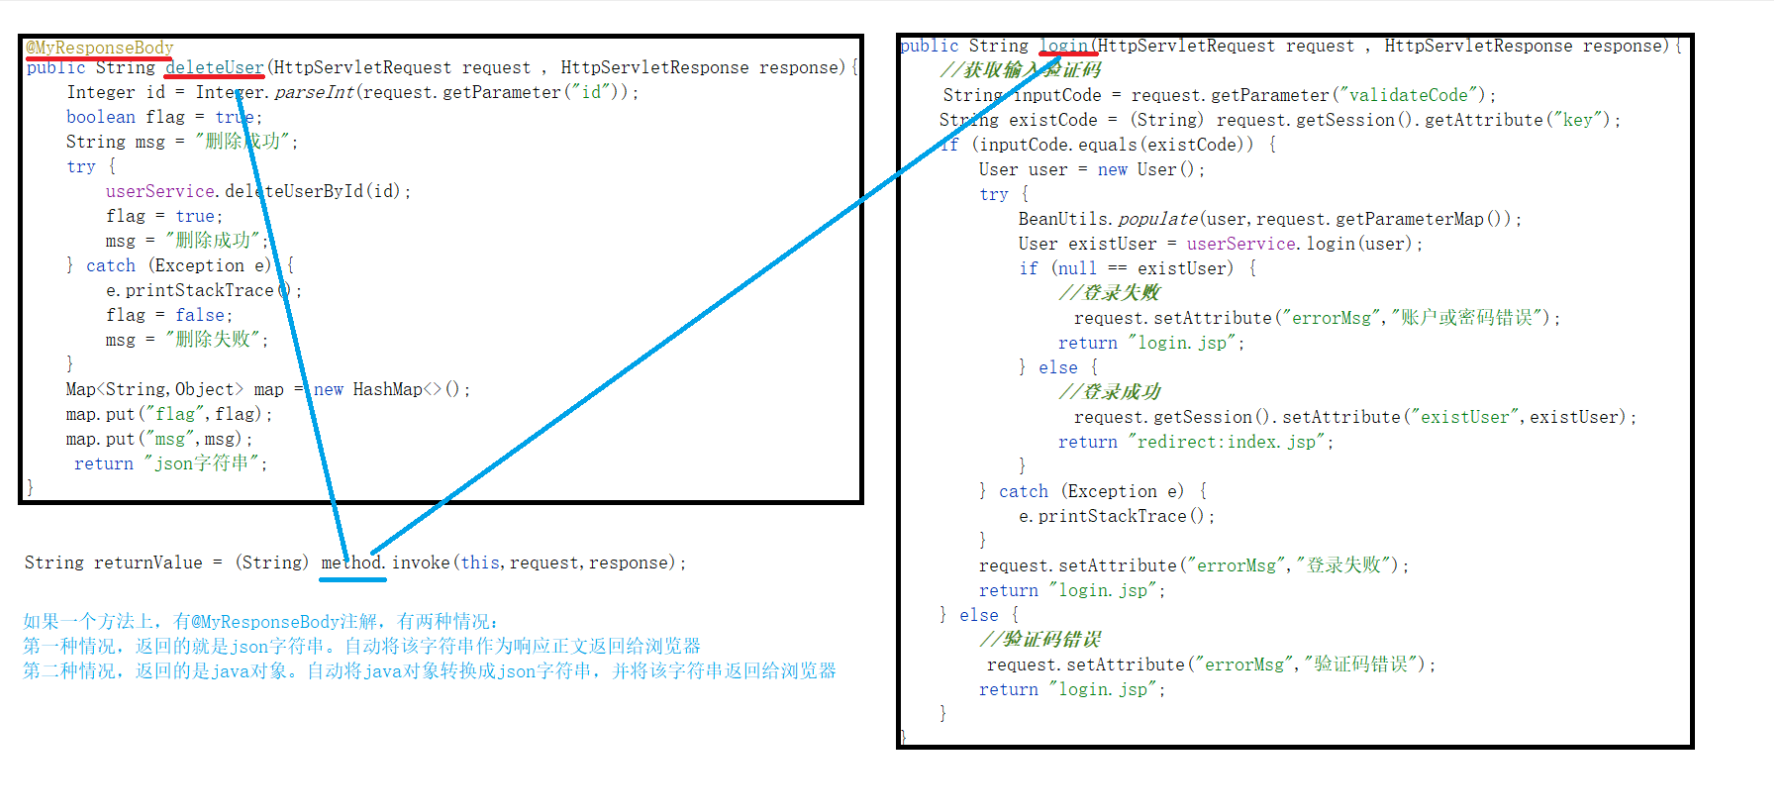 @MyResponseBody
public String deleteUser(HttpServletRequest request , HttpServletResponse response){
Integer id = Integer.parseInt(request.getParameter("id"));
boolean flag = true;
String msg = "删除成功";
try {
userService.deleteUserById(id);
flag = true;
msg = "删除成功";
} catch (Exception e) {
e.printStackTrace();
flag = false;
msg = "删除失败";
}
Map<String,Object> map = new HashMap<>();
map.put("flag",flag);
map.put("msg",msg);
return "json字符串";
}
String returnValue = (String) method.invoke(this,request,response);
如果一个方法上，有@MyResponseBody注解，有两种情况：
第一种情况，返回的就是json字符串。自动将该字符串作为响应正文返回给浏览器
第二种情况，返回的是java对象。自动将java对象转换成json字符串，并将该字符串返回给浏览器
public String login(HttpServletRequest request , HttpServletResponse response){
//获取输入验证码
String inputCode = request.getParameter("validateCode");
String existCode = (String) request.getSession().getAttribute("key");
if (inputCode.equals(existCode)) {
User user = new User();
try {
BeanUtils.populate(user,request.getParameterMap());
User existUser = userService.login(user);
if (null == existUser) {
//登录失败
request.setAttribute("errorMsg","账户或密码错误");
return "login.jsp";
} else {
//登录成功
request.getSession().setAttribute("existUser",existUser);
return "redirect:index.jsp";
}
} catch (Exception e) {
e.printStackTrace();
}
request.setAttribute("errorMsg","登录失败");
return "login.jsp";
} else {
//验证码错误
request.setAttribute("errorMsg","验证码错误");
return "login.jsp";
}
}